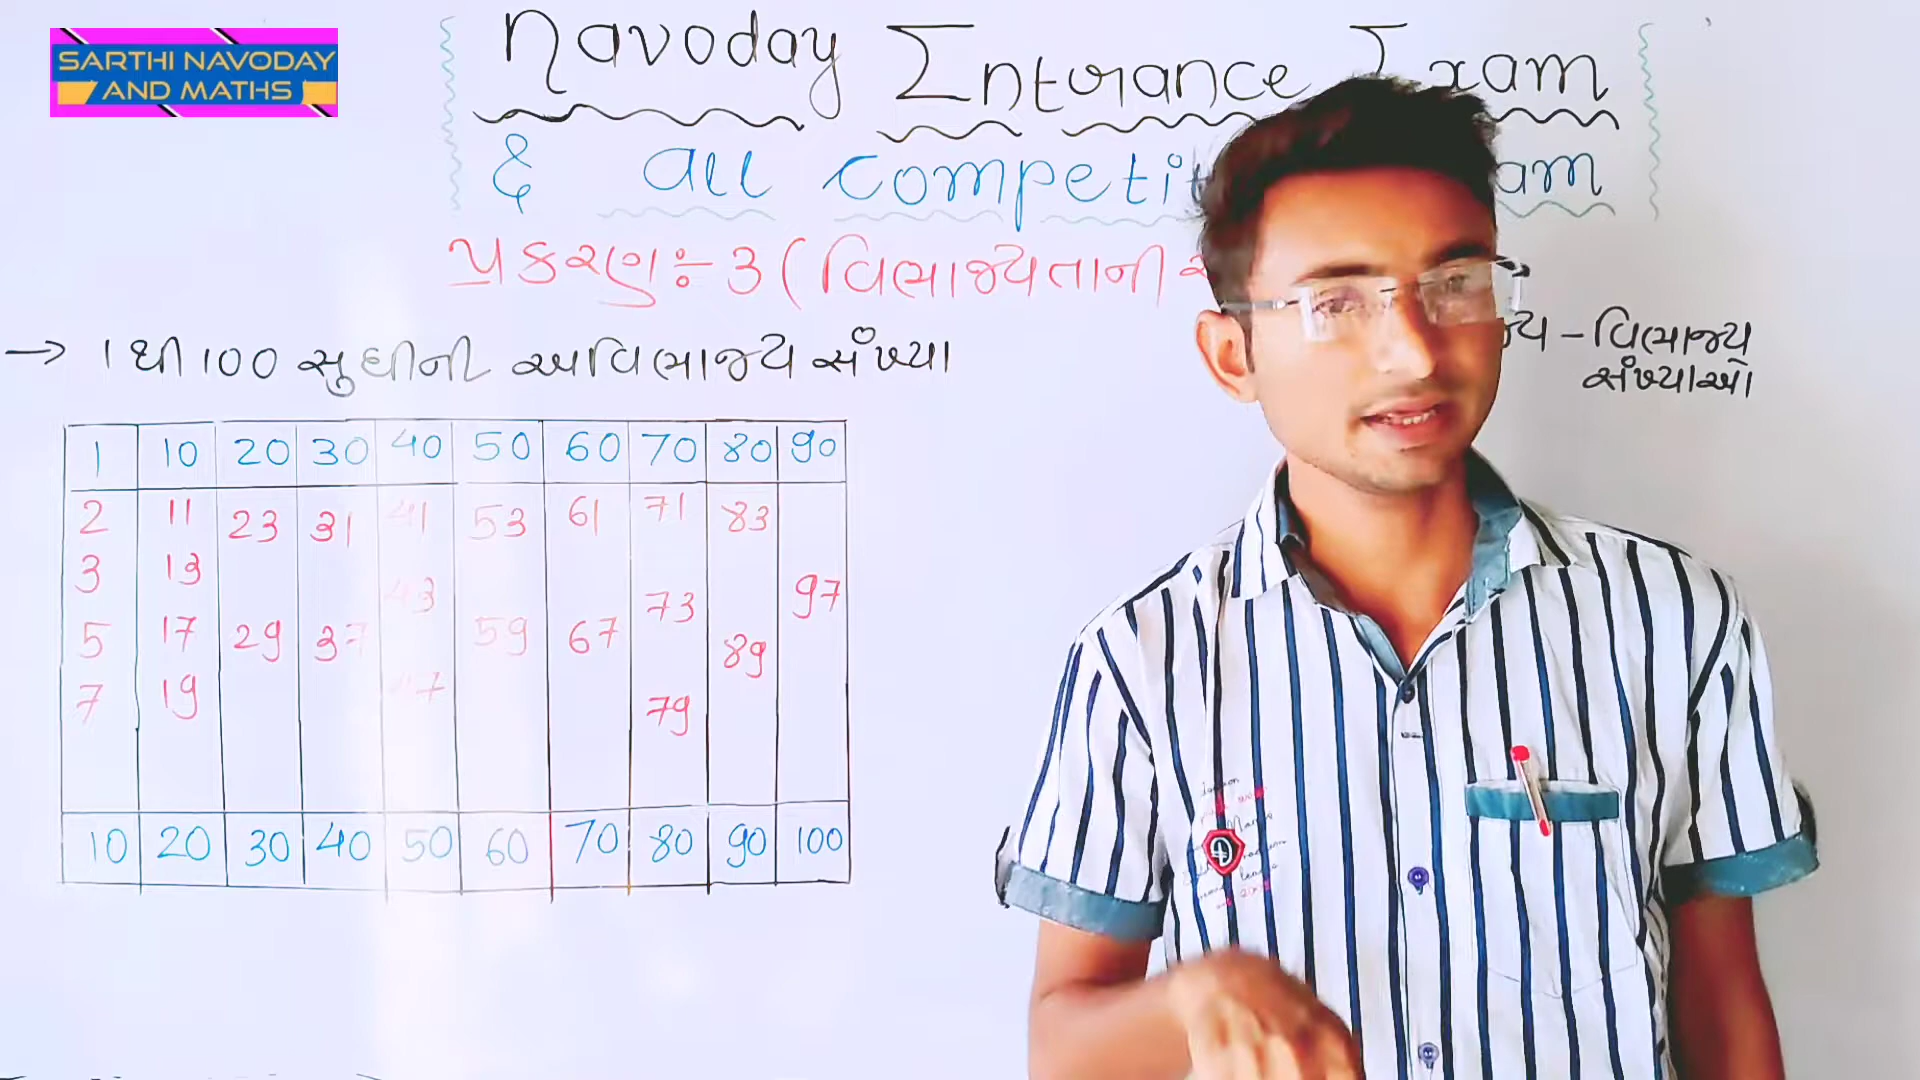 SARTHI NAVODAY
AND MATHS
Navoday Entrance Exam
& all
પ્રકરણ ÷ 3 ( વિભાજ્યતાની
→ 1 થી 100 સુધીની અવિભાજ્ય સંખ્યા
– વિભાજ્ય
સંખ્યાઓ
1 10 20 30 40 50 60 70 80 90
2 11 23 31 41 53 61 71 83
3 13 43 73 97
5 17 29 37 59 67 89
7 19 47 79
10 20 30 40 50 60 70 80 90 100